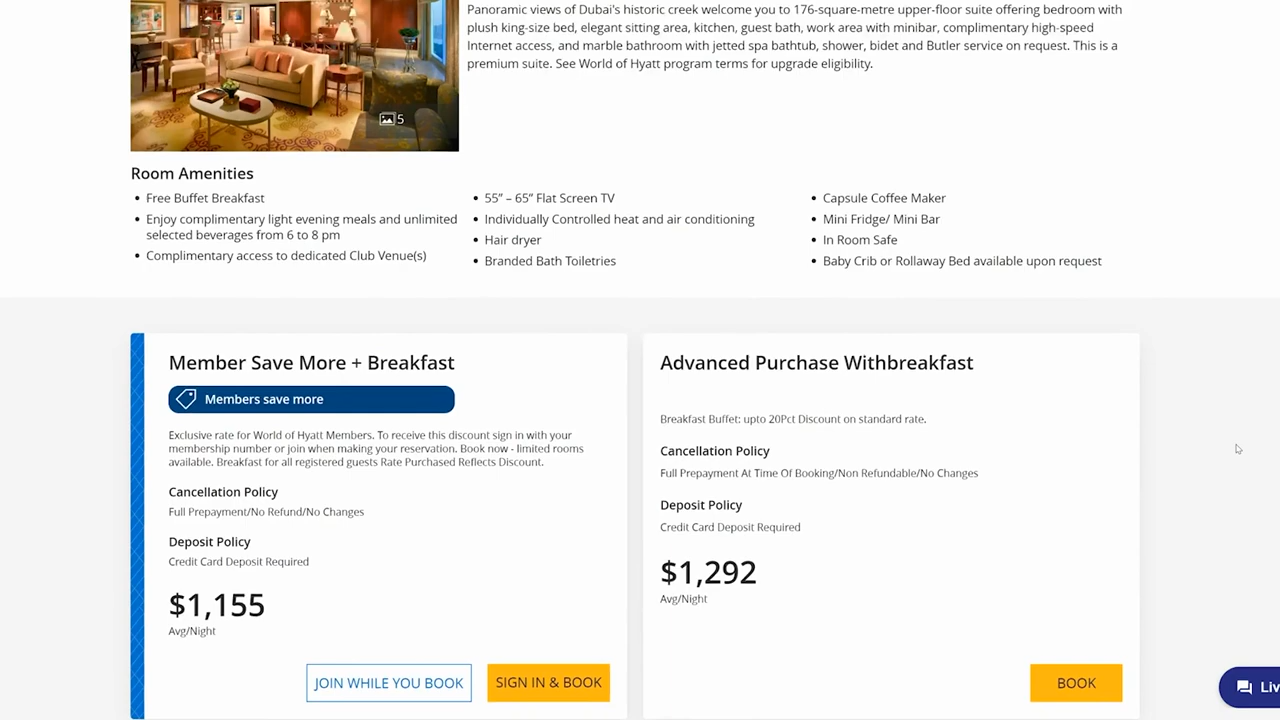 Panoramic views of Dubai's historic creek welcome you to 176-square-metre upper-floor suite offering bedroom with
plush king-size bed, elegant sitting area, kitchen, guest bath, work area with minibar, complimentary high-speed
Internet access, and marble bathroom with jetted spa bathtub, shower, bidet and Butler service on request. This is a
premium suite. See World of Hyatt program terms for upgrade eligibility.
5
Room Amenities
• Free Buffet Breakfast
• Enjoy complimentary light evening meals and unlimited
selected beverages from 6 to 8 pm
• Complimentary access to dedicated Club Venue(s)
• 55” – 65” Flat Screen TV
• Individually Controlled heat and air conditioning
• Hair dryer
• Branded Bath Toiletries
• Capsule Coffee Maker
• Mini Fridge/ Mini Bar
• In Room Safe
• Baby Crib or Rollaway Bed available upon request
Member Save More + Breakfast
Members save more
Exclusive rate for World of Hyatt Members. To receive this discount sign in with your
membership number or join when making your reservation. Book now - limited rooms
available. Breakfast for all registered guests Rate Purchased Reflects Discount.
Cancellation Policy
Full Prepayment/No Refund/No Changes
Deposit Policy
Credit Card Deposit Required
$1,155
Avg/Night
JOIN WHILE YOU BOOK
SIGN IN & BOOK
Advanced Purchase Withbreakfast
Breakfast Buffet: upto 20Pct Discount on standard rate.
Cancellation Policy
Full Prepayment At Time Of Booking/Non Refundable/No Changes
Deposit Policy
Credit Card Deposit Required
$1,292
Avg/Night
BOOK
Liv